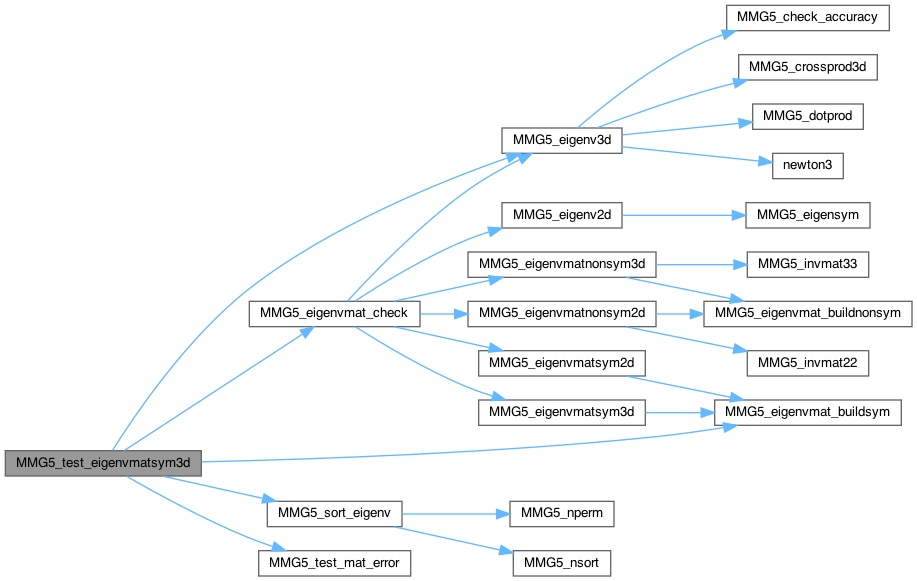 MMG5_check_accuracy
MMG5_crossprod3d
MMG5_dotprod
MMG5_eigenv3d
newton3
MMG5_eigenv2d
MMG5_eigensym
MMG5_eigenvmatnonsym3d
MMG5_invmat33
MMG5_eigenvmat_check
MMG5_eigenvmatnonsym2d
MMG5_eigenvmat_buildnonsym
MMG5_eigenvmatsym2d
MMG5_invmat22
MMG5_eigenvmatsym3d
MMG5_eigenvmat_buildsym
MMG5_test_eigenvmatsym3d
MMG5_sort_eigenv
MMG5_nperm
MMG5_test_mat_error
MMG5_nsort